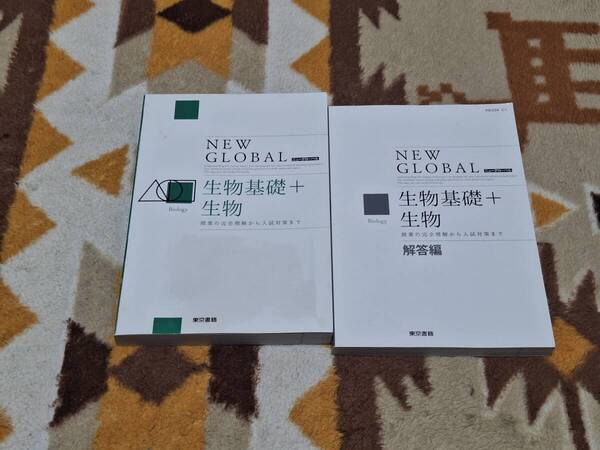 NEW
GLOBAL
ニューグローバル
生物基礎+
Biology
生物
授業の完全理解から入試対策まで
東京書籍
NEW
GLOBAL
ニューグローバル
生物基礎+
Biology
生物
授業の完全理解から入試対策まで
解答編
東京書籍